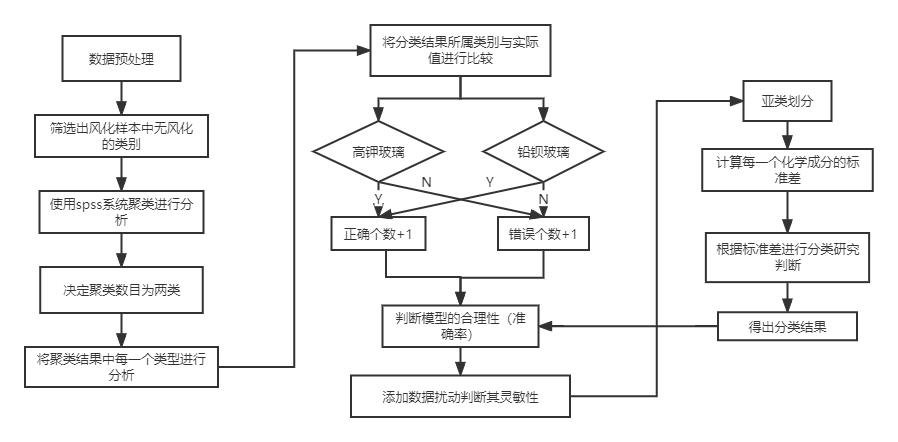 数据预处理
筛选出风化样本中无风化
的类别
使用spss系统聚类进行分
析
决定聚类数目为两类
将聚类结果中每一个类型进行
分析
将分类结果所属类别与实际
值进行比较
高钾玻璃
铅钡玻璃
N
Y
Y
N
正确个数+1
错误个数+1
判断模型的合理性（准
确率）
添加数据扰动判断其灵敏性
亚类划分
计算每一个化学成分的标
准差
根据标准差进行分类研究
判断
得出分类结果